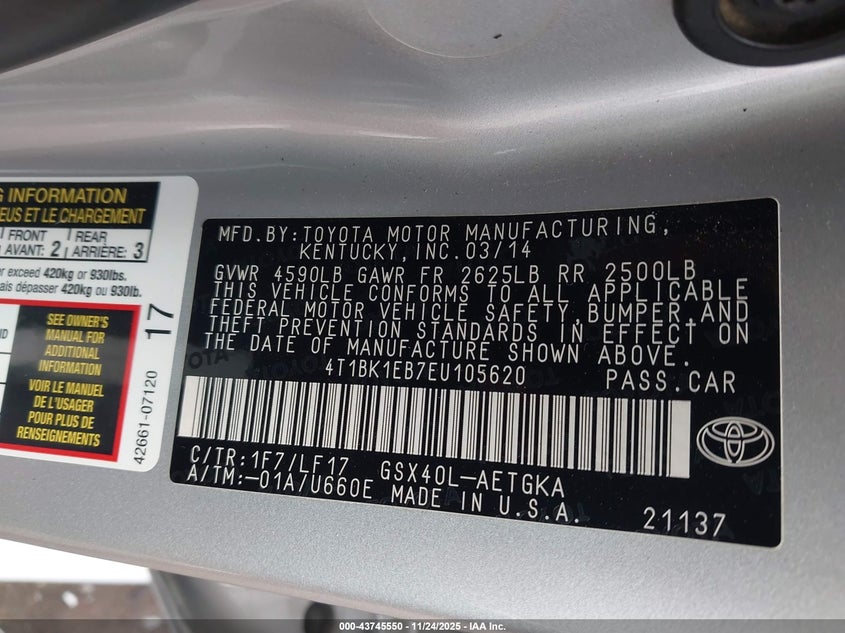 G INFORMATION
EUS ET LE CHARGEMENT
FRONT
AVANT: 2
REAR
ARRIÈRE: 3
er exceed 420kg or 930lbs.
ais dépasser 420kg ou 930lb.
SEE OWNER'S
MANUAL FOR
ADDITIONAL
INFORMATION
VOIR LE MANUEL
DE L'USAGER
POUR PLUS DE
RENSEIGNEMENTS
17
42661-07120
MFD.BY:TOYOTA MOTOR MANUFACTURING,
KENTUCKY,INC.03/14
GVWR 4590LB GAWR FR 2625LB RR 2500LB
THIS VEHICLE CONFORMS TO ALL APPLICABLE
FEDERAL MOTOR VEHICLE SAFETY,BUMPER,AND
THEFT PREVENTION STANDARDS IN EFFECT ON
THE DATE OF MANUFACTURE SHOWN ABOVE.
4T1BK1EB7EU105620 PASS.CAR
C/TR:1F7/LF17 GSX40L-AETGKA
A/TM:-01A/U660E MADE IN U.S.A. 21137
000-43745550 - 11/24/2025 - IAA Inc.